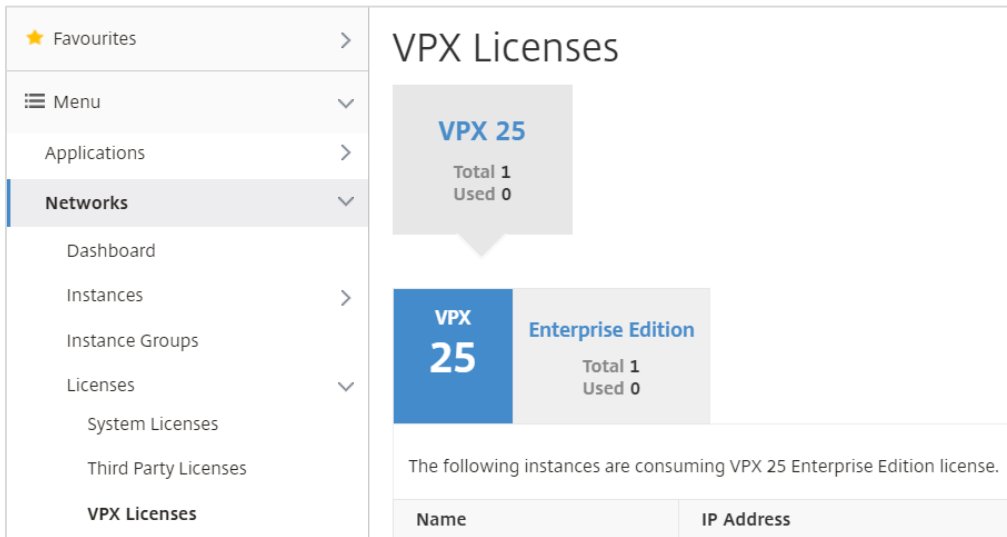 Favourites
Menu
Applications
Networks
Dashboard
Instances
Instance Groups
Licenses
System Licenses
Third Party Licenses
VPX Licenses
VPX Licenses
VPX 25
Total 1
Used 0
VPX
25
Enterprise Edition
Total 1
Used 0
The following instances are consuming VPX 25 Enterprise Edition license.
Name IP Address